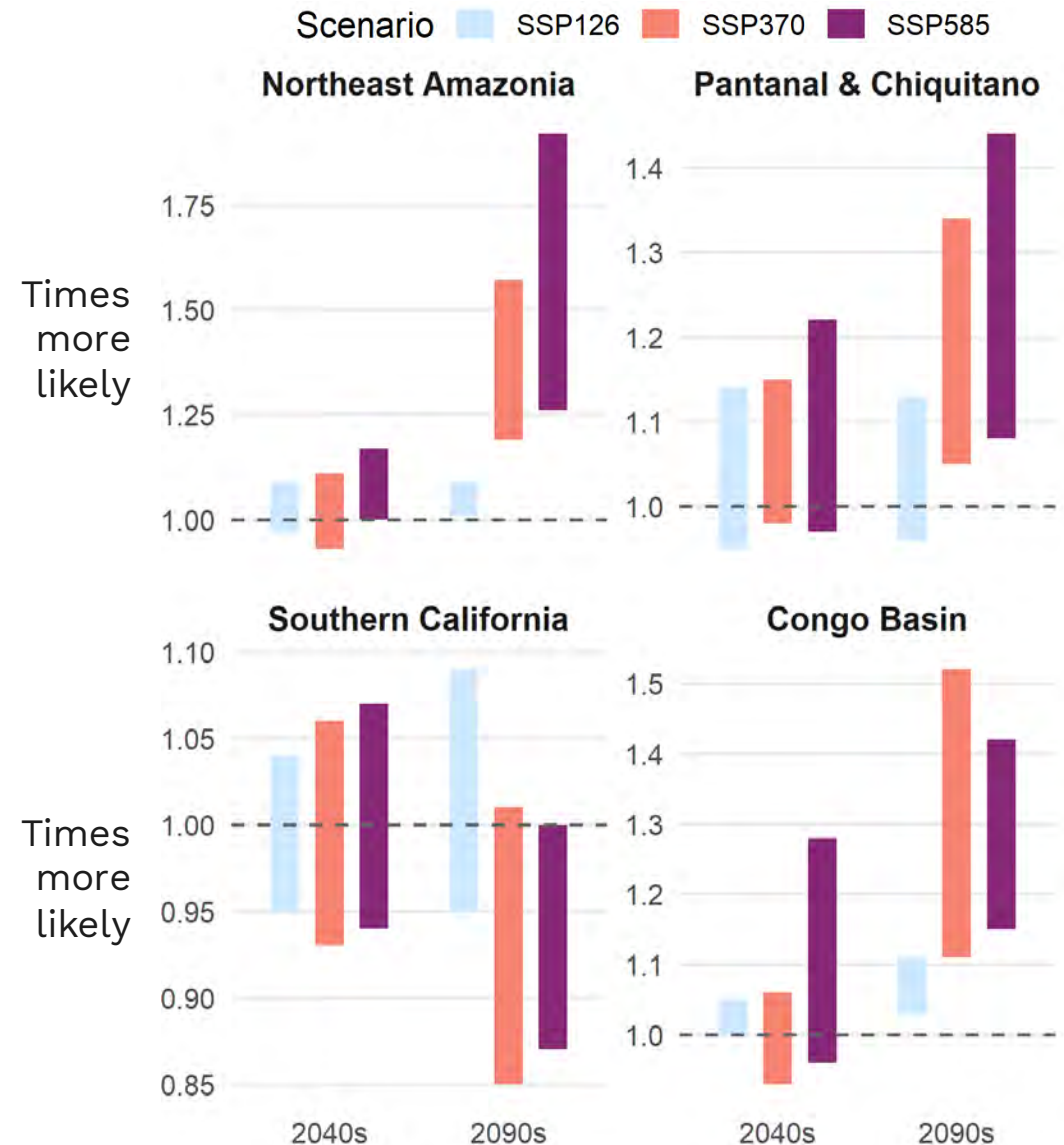 Scenario SSP126 SSP370 SSP585
Northeast Amazonia
1.75
1.50
1.25
1.00
Times
more
likely
Pantanal & Chiquitano
1.4
1.3
1.2
1.1
1.0
Southern California
1.10
1.05
1.00
0.95
0.90
0.85
Times
more
likely
2040s 2090s
Congo Basin
1.5
1.4
1.3
1.2
1.1
1.0
2040s 2090s